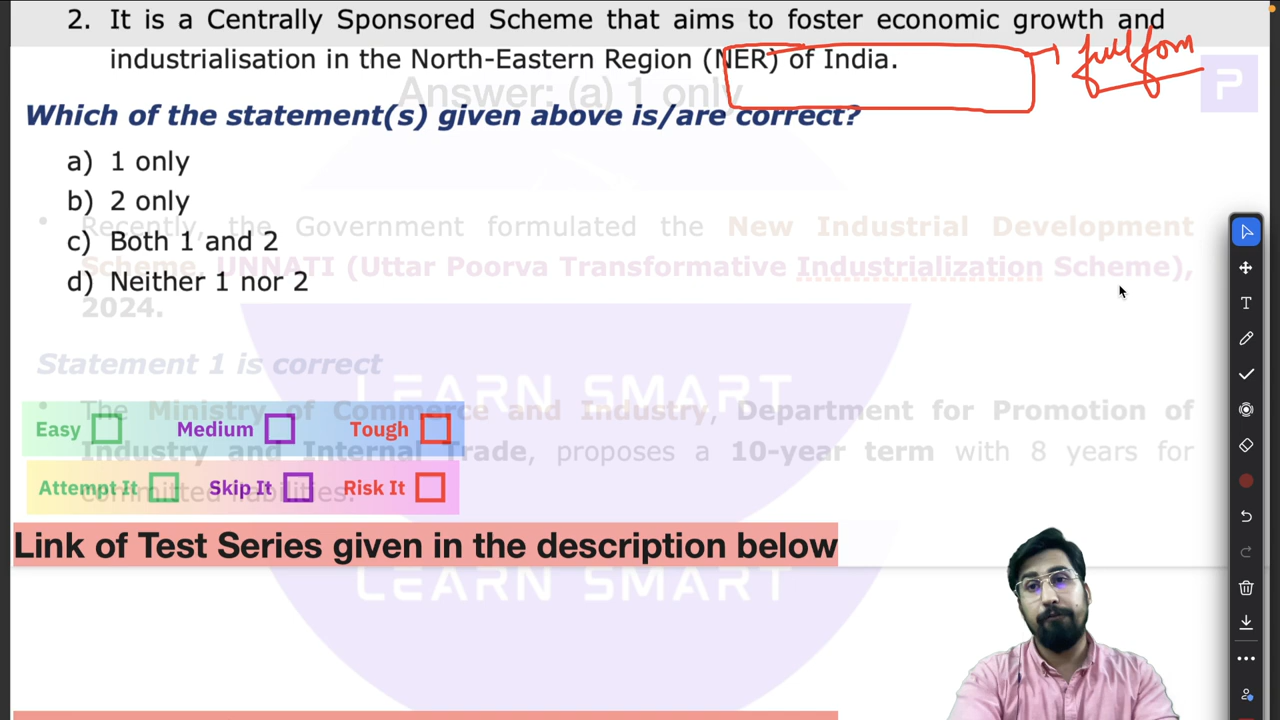 2. It is a Centrally Sponsored Scheme that aims to foster economic growth and
industrialisation in the North-Eastern Region (NER) of India.
full form
Answer: (a) 1 only
P
Which of the statement(s) given above is/are correct?
a) 1 only
b) 2 only
• Recently, the Government formulated the New Industrial Development
c) Both 1 and 2
Scheme, UNNATI (Uttar Poorva Transformative Industrialization Scheme),
d) Neither 1 nor 2
2024.
Statement 1 is correct
LEARN SMART
• The Ministry of Commerce and Industry, Department for Promotion of
Easy Medium Tough
Industry and Internal Trade, proposes a 10-year term with 8 years for
Attempt It Skip It Risk It
committed liabilities.
Link of Test Series given in the description below
LEARN SMART